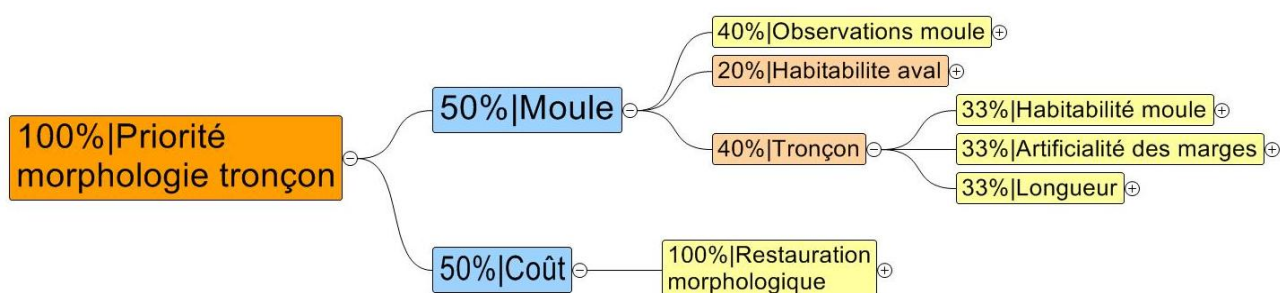 100%|Priorité
morphologie tronçon
50%|Moule
40%|Observations moule
20%|Habitabilite aval
40%|Tronçon
33%|Habitabilité moule
33%|Artificialité des marges
33%|Longueur
50%|Coût
100%|Restauration
morphologique